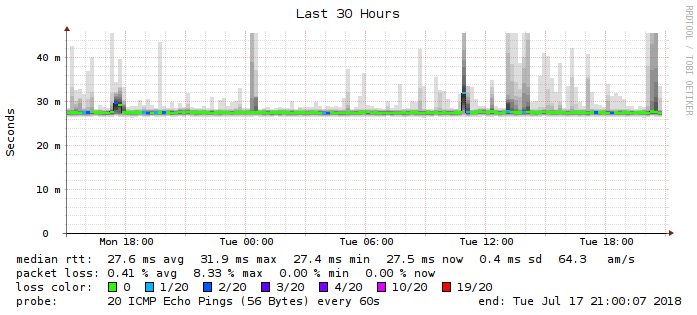 Last 30 Hours
RRDTOOL / TOBI OETIKER
Seconds
40 m
30 m
20 m
10 m
0
Mon 18:00 Tue 00:00 Tue 06:00 Tue 12:00 Tue 18:00
median rtt: 27.6 ms avg 31.9 ms max 27.4 ms min 27.5 ms now 0.4 ms sd 64.3 am/s
packet loss: 0.41 % avg 8.33 % max 0.00 % min 0.00 % now
loss color: 0 1/20 2/20 3/20 4/20 10/20 19/20
probe: 20 ICMP Echo Pings (56 Bytes) every 60s end: Tue Jul 17 21:00:07 2018